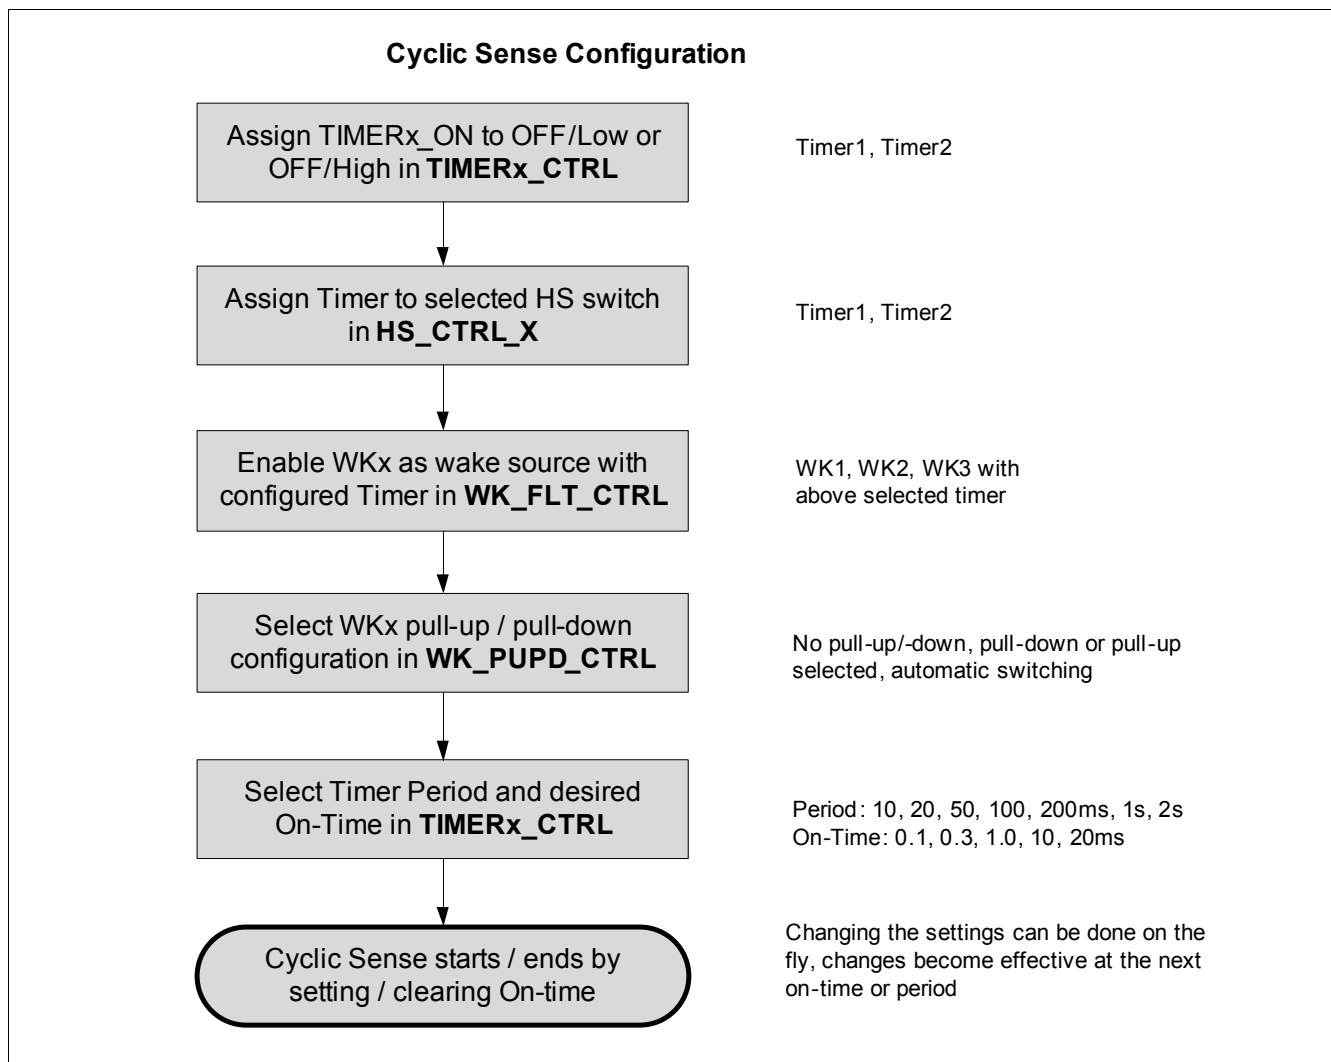 Cyclic Sense Configuration
Assign TIMERx_ON to OFF/Low or
OFF/High in TIMERx_CTRL
Timer1, Timer2
Assign Timer to selected HS switch
in HS_CTRL_X
Timer1, Timer2
Enable WKx as wake source with
configured Timer in WK_FLT_CTRL
WK1, WK2, WK3 with
above selected timer
Select WKx pull-up / pull-down
configuration in WK_PUPD_CTRL
No pull-up/-down, pull-down or pull-up
selected, automatic switching
Select Timer Period and desired
On-Time in TIMERx_CTRL
Period: 10, 20, 50, 100, 200ms, 1s, 2s
On-Time: 0.1, 0.3, 1.0, 10, 20ms
Cyclic Sense starts / ends by
setting / clearing On-time
Changing the settings can be done on the
fly, changes become effective at the next
on-time or period